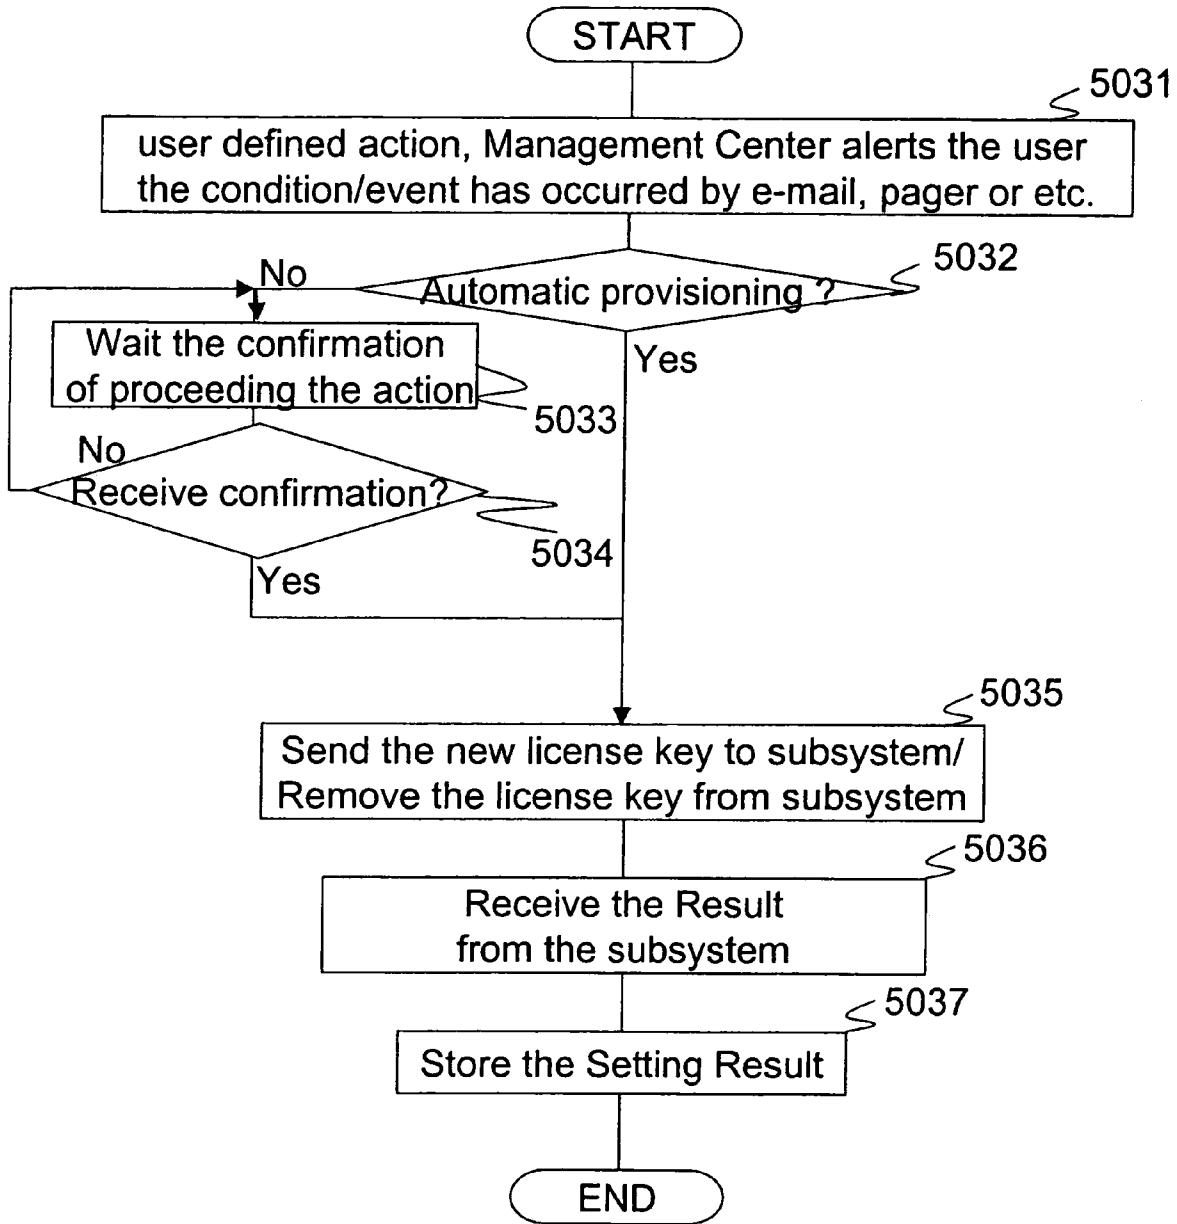 START
5031
user defined action, Management Center alerts the user
the condition/event has occurred by e-mail, pager or etc.
5032
No
Automatic provisioning ?
Yes
Wait the confirmation
of proceeding the action
5033
No
Receive confirmation?
5034
Yes
5035
Send the new license key to subsystem/
Remove the license key from subsystem
5036
Receive the Result
from the subsystem
5037
Store the Setting Result
END